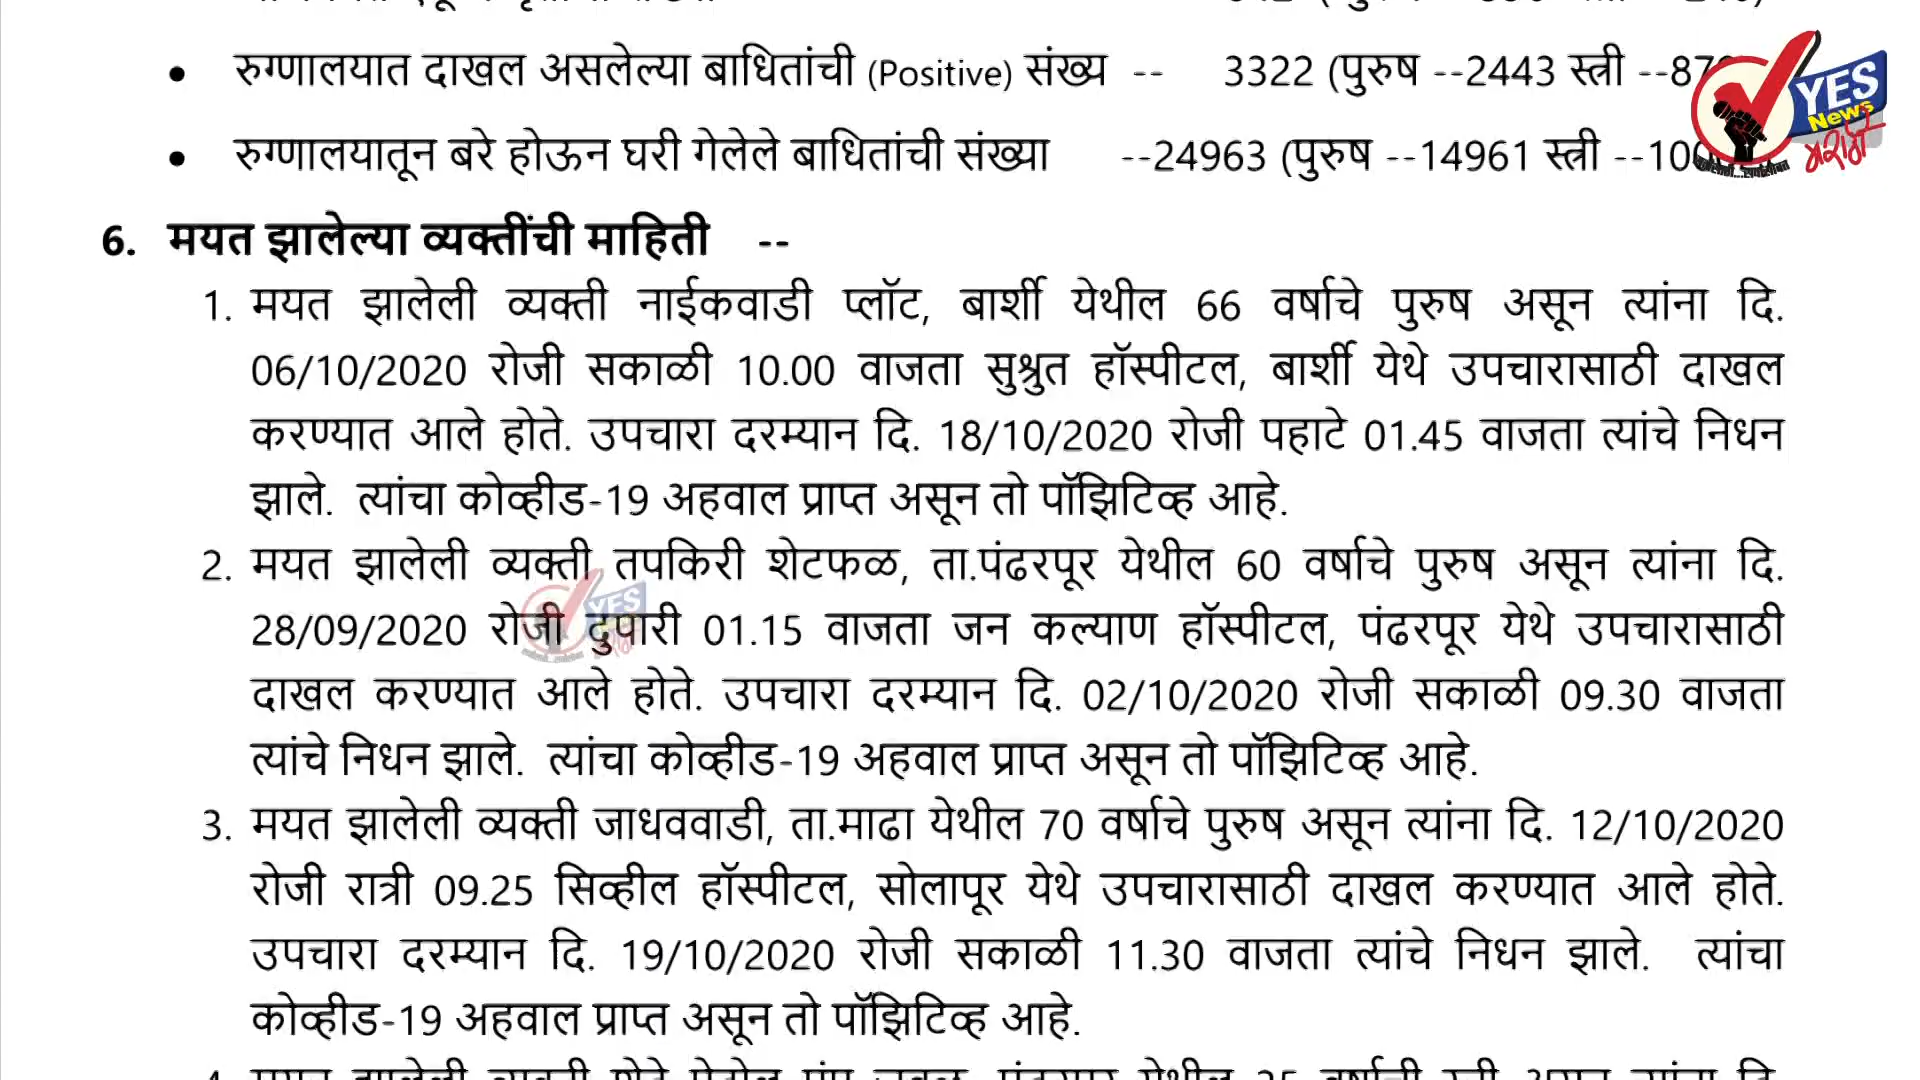 रुग्णालयात दाखल असलेल्या बाधितांची (Positive) संख्य -- 3322 (पुरुष --2443 स्त्री --87
रुग्णालयातून बरे होऊन घरी गेलेले बाधितांची संख्या --24963 (पुरुष --14961 स्त्री --100
YES
News
मराठी
6. मयत झालेल्या व्यक्तींची माहिती --
1. मयत झालेली व्यक्ती नाईकवाडी प्लॉट, बार्शी येथील 66 वर्षाचे पुरुष असून त्यांना दि.
06/10/2020 रोजी सकाळी 10.00 वाजता सुश्रुत हॉस्पीटल, बार्शी येथे उपचारासाठी दाखल
करण्यात आले होते. उपचारा दरम्यान दि. 18/10/2020 रोजी पहाटे 01.45 वाजता त्यांचे निधन
झाले. त्यांचा कोव्हीड-19 अहवाल प्राप्त असून तो पॉझिटिव्ह आहे.
2. मयत झालेली व्यक्ती तपकिरी शेटफळ, ता.पंढरपूर येथील 60 वर्षाचे पुरुष असून त्यांना दि.
28/09/2020 रोजी दुपारी 01.15 वाजता जन कल्याण हॉस्पीटल, पंढरपूर येथे उपचारासाठी
दाखल करण्यात आले होते. उपचारा दरम्यान दि. 02/10/2020 रोजी सकाळी 09.30 वाजता
त्यांचे निधन झाले. त्यांचा कोव्हीड-19 अहवाल प्राप्त असून तो पॉझिटिव्ह आहे.
3. मयत झालेली व्यक्ती जाधववाडी, ता.माढा येथील 70 वर्षाचे पुरुष असून त्यांना दि. 12/10/2020
रोजी रात्री 09.25 सिव्हील हॉस्पीटल, सोलापूर येथे उपचारासाठी दाखल करण्यात आले होते.
उपचारा दरम्यान दि. 19/10/2020 रोजी सकाळी 11.30 वाजता त्यांचे निधन झाले. त्यांचा
कोव्हीड-19 अहवाल प्राप्त असून तो पॉझिटिव्ह आहे.